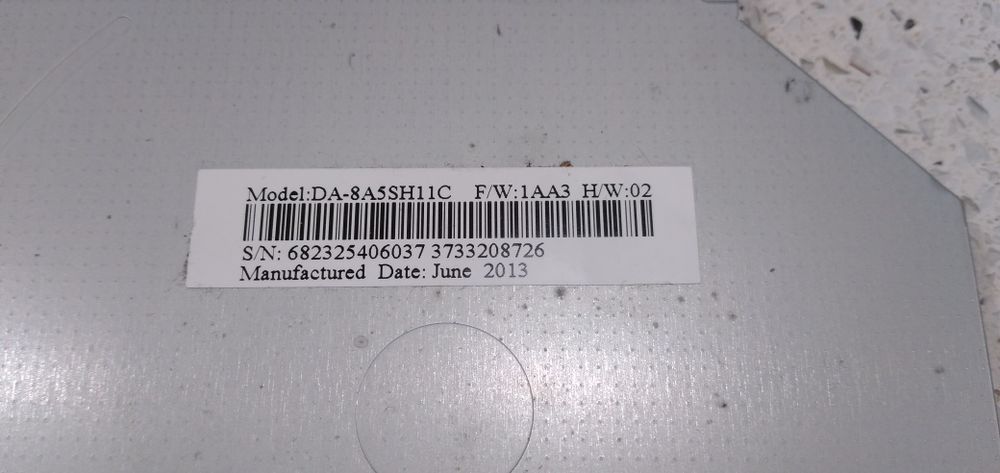 Model:DA-8A5SH11C F/W:1AA3 H/W:02
S/N: 682325406037 3733208726
Manufactured Date: June 2013